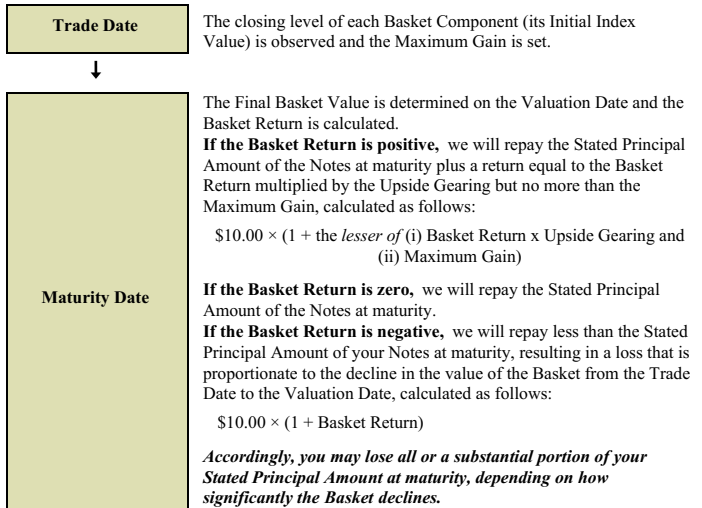 Trade Date
The closing level of each Basket Component (its Initial Index
Value) is observed and the Maximum Gain is set.
Maturity Date
The Final Basket Value is determined on the Valuation Date and the
Basket Return is calculated.
If the Basket Return is positive, we will repay the Stated Principal
Amount of the Notes at maturity plus a return equal to the Basket
Return multiplied by the Upside Gearing but no more than the
Maximum Gain, calculated as follows:
$10.00 × (1 + the lesser of (i) Basket Return x Upside Gearing and
(ii) Maximum Gain)
If the Basket Return is zero, we will repay the Stated Principal
Amount of the Notes at maturity.
If the Basket Return is negative, we will repay less than the Stated
Principal Amount of your Notes at maturity, resulting in a loss that is
proportionate to the decline in the value of the Basket from the Trade
Date to the Valuation Date, calculated as follows:
$10.00 × (1 + Basket Return)
Accordingly, you may lose all or a substantial portion of your
Stated Principal Amount at maturity, depending on how
significantly the Basket declines.